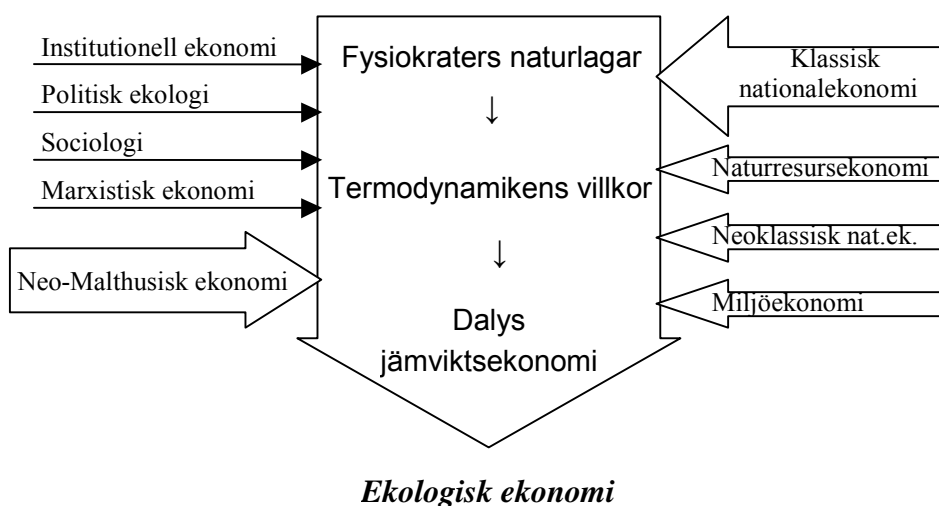 Institutionell ekonomi
Politisk ekologi
Sociologi
Marxistisk ekonomi
Neo-Malthusisk ekonomi
Fysiokraters naturlagar
↓
Termodynamikens villkor
↓
Dalys
jämviktsekonomi
Klassisk
nationalekonomi
Naturresursekonomi
Neoklassisk nat.ek.
Miljöekonomi
Ekologisk ekonomi